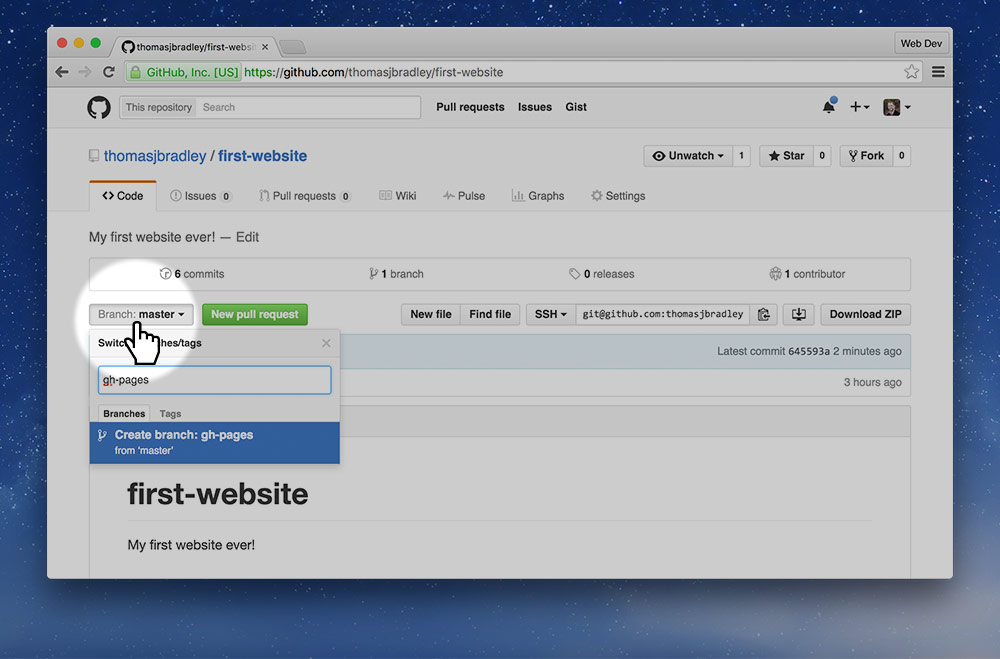 thomasjbradley/first-websi
Web Dev
GitHub, Inc. [US] https://github.com/thomasjbradley/first-website
This repository Search Pull requests Issues Gist
thomasjbradley / first-website Unwatch 1 Star 0 Fork 0
Code Issues 0 Pull requests 0 Wiki Pulse Graphs Settings
My first website ever! — Edit
6 commits 1 branch 0 releases 1 contributor
Branch: master New pull request New file Find file SSH git@github.com:thomasjbradley Download ZIP
Switch hes/tags
Latest commit 645593a 2 minutes ago
gh-pages 3 hours ago
Branches Tags
Create branch: gh-pages
from 'master'
first-website
My first website ever!